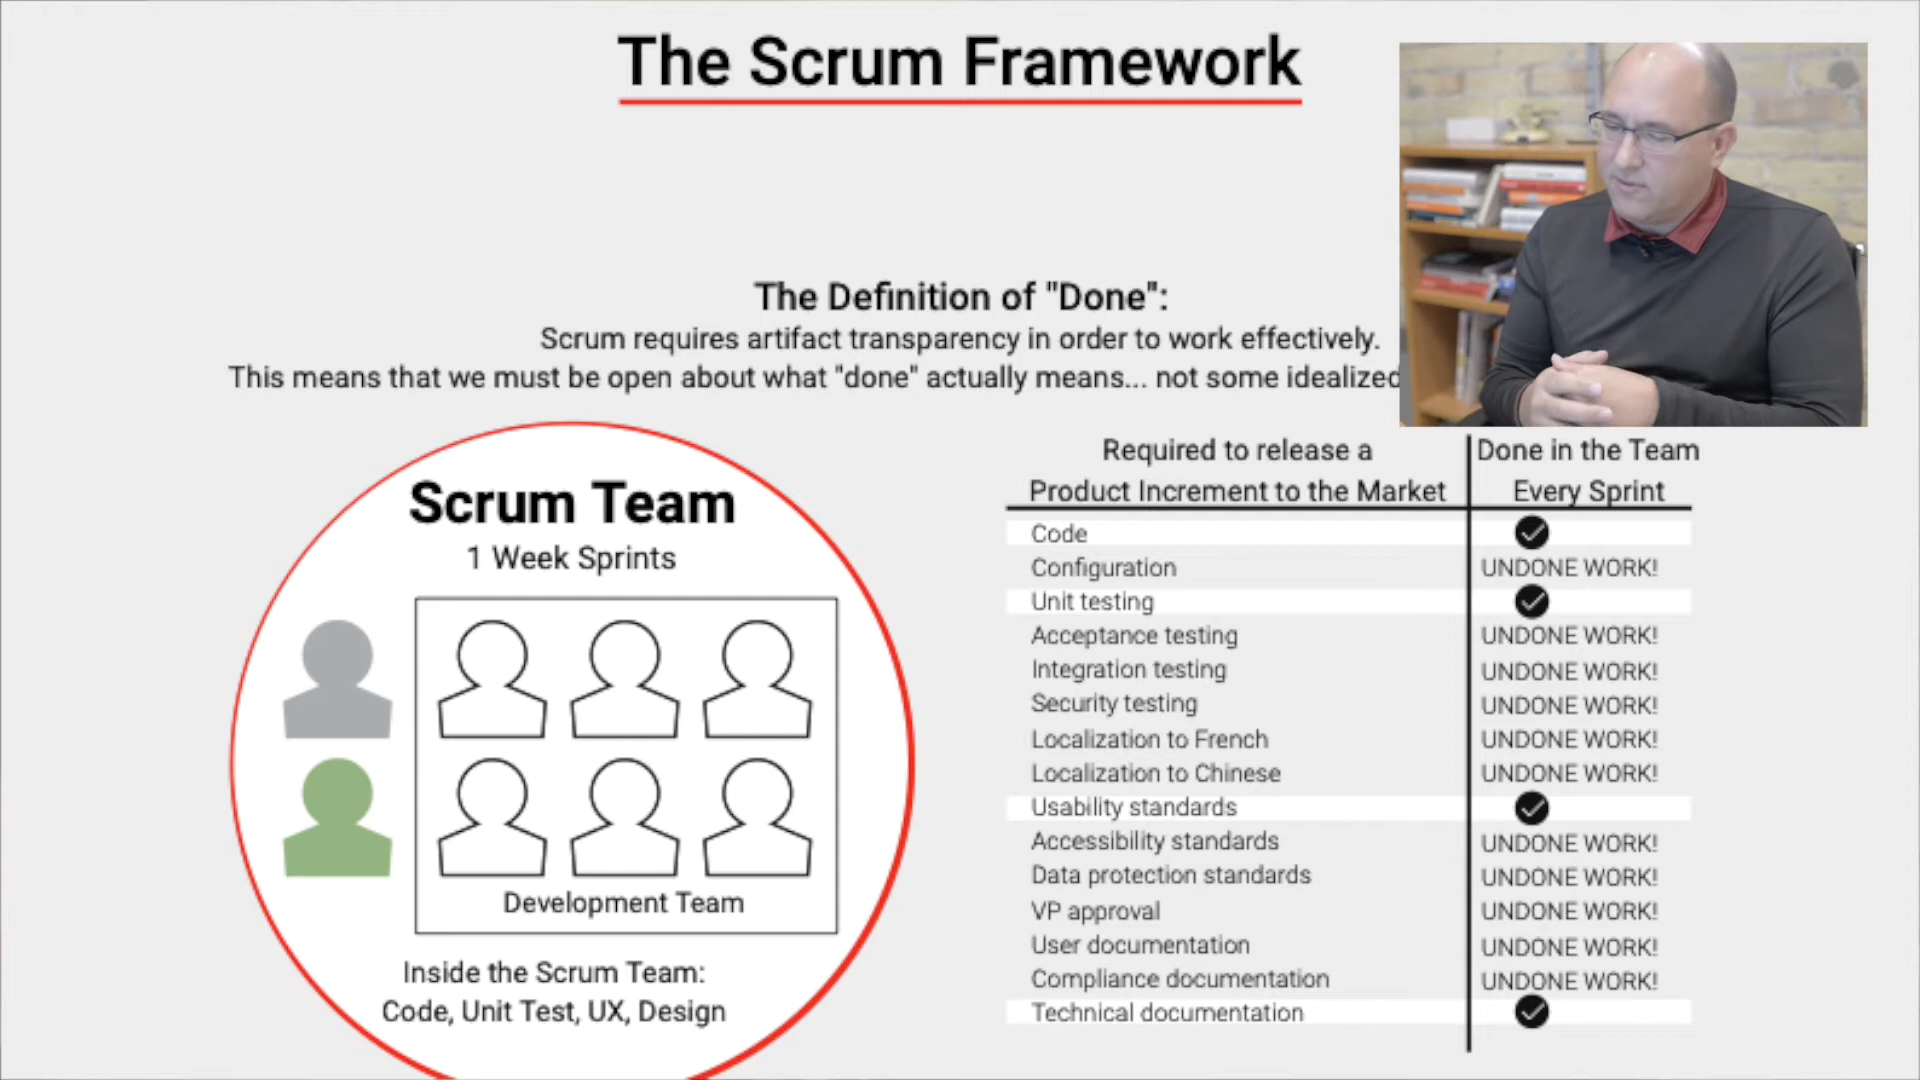 The Scrum Framework
The Definition of "Done":
Scrum requires artifact transparency in order to work effectively.
This means that we must be open about what "done" actually means... not some idealized
Scrum Team
1 Week Sprints
Development Team
Inside the Scrum Team:
Code, Unit Test, UX, Design
Required to release a
Product Increment to the Market
Done in the Team
Every Sprint
Code
Configuration UNDONE WORK!
Unit testing
Acceptance testing UNDONE WORK!
Integration testing UNDONE WORK!
Security testing UNDONE WORK!
Localization to French UNDONE WORK!
Localization to Chinese UNDONE WORK!
Usability standards
Accessibility standards UNDONE WORK!
Data protection standards UNDONE WORK!
VP approval UNDONE WORK!
User documentation UNDONE WORK!
Compliance documentation UNDONE WORK!
Technical documentation